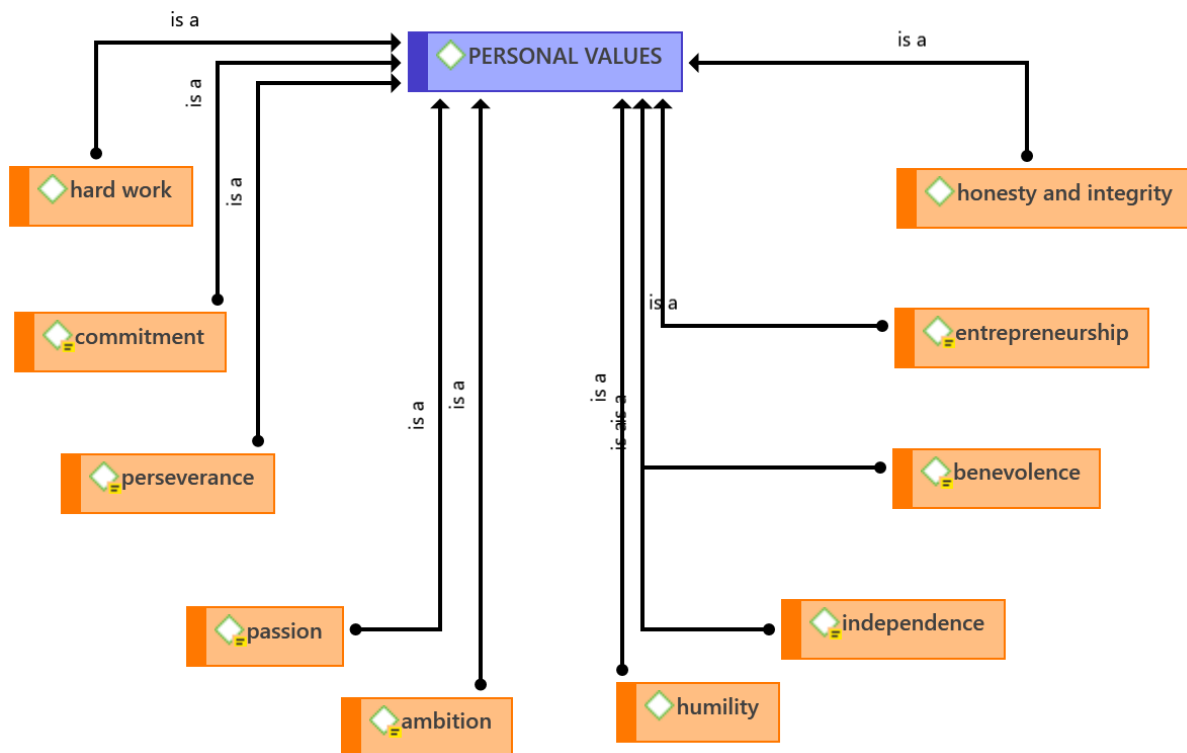 is a
is a
PERSONAL VALUES
is a
is a
hard work
honesty and integrity
commitment
is a
entrepreneurship
is a
is a
is a
is a
is a
perseverance
benevolence
passion
independence
ambition
humility